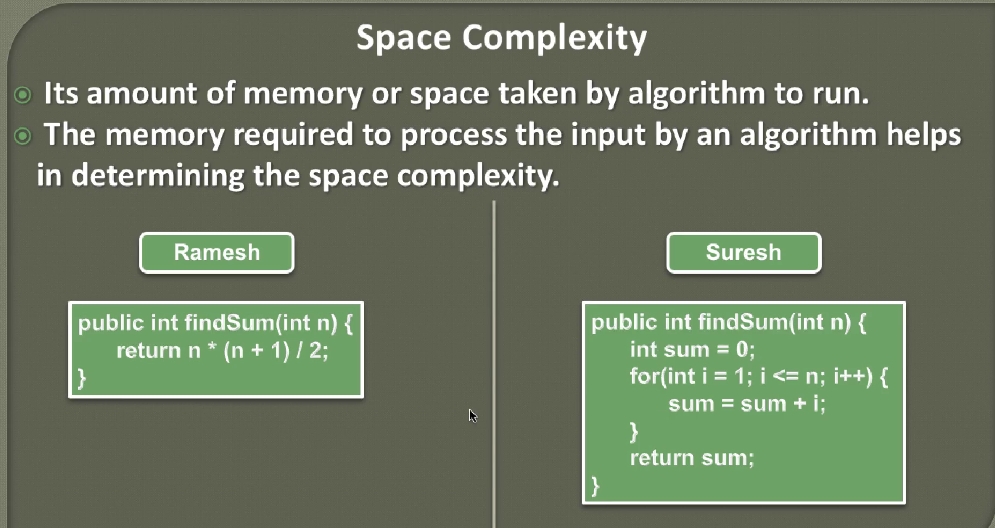 Space Complexity
Its amount of memory or space taken by algorithm to run.
The memory required to process the input by an algorithm helps
in determining the space complexity.
Ramesh
public int findSum(int n) {
return n * (n + 1) / 2;
}
Suresh
public int findSum(int n) {
int sum = 0;
for(int i = 1; i <= n; i++) {
sum = sum + i;
}
return sum;
}